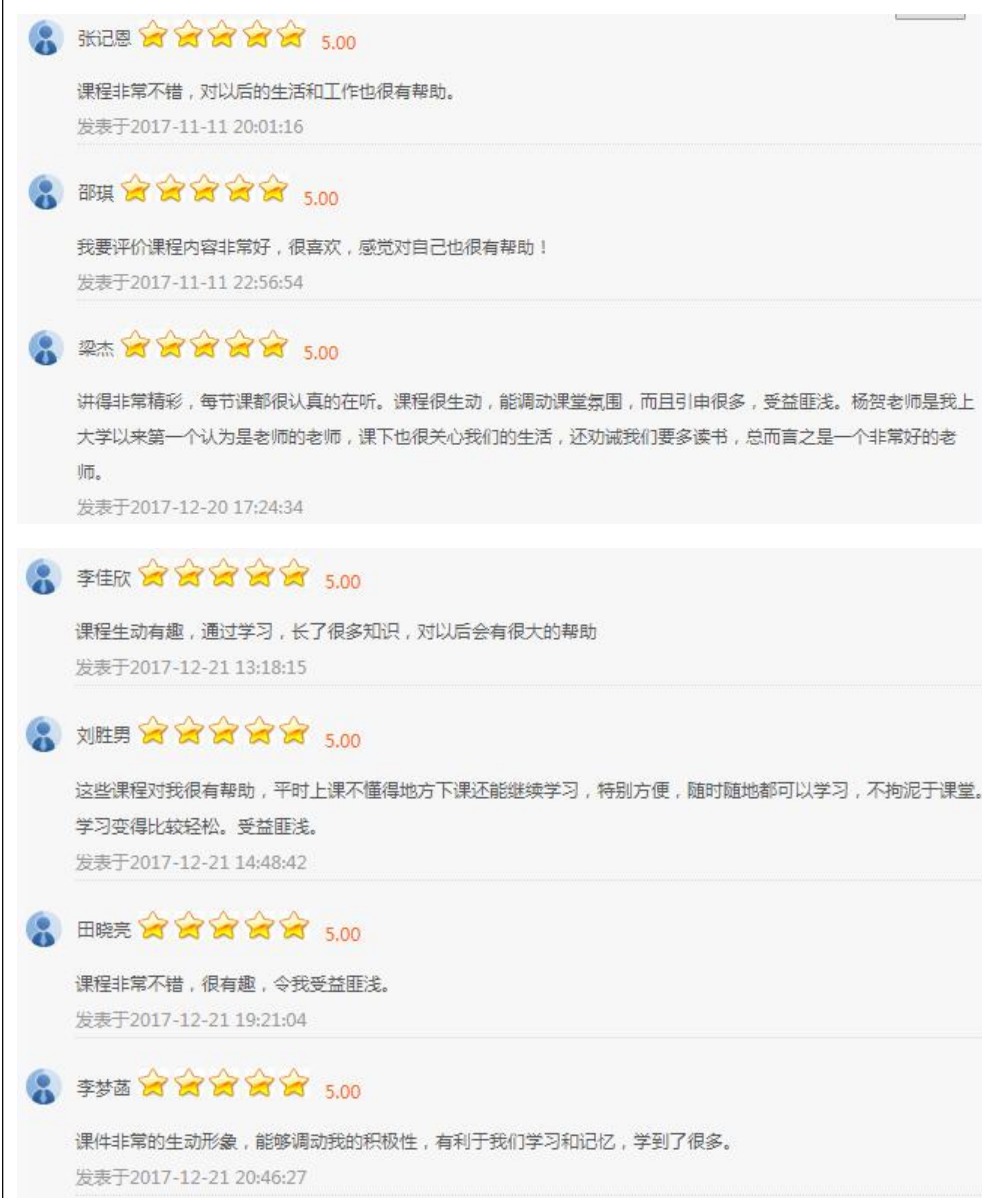 张记恩 5.00
课程非常不错，对以后的生活和工作也很有帮助。
发表于2017-11-11 20:01:16
邵琪 5.00
我要评价课程内容非常好，很喜欢，感觉对自己也很有帮助！
发表于2017-11-11 22:56:54
梁杰 5.00
讲得非常精彩，每节课都很认真的在听。课程很生动，能调动课堂氛围，而且引申很多，受益匪浅。杨贺老师是我上
大学以来第一个认为是老师的老师，课下也很关心我们的生活，还劝诫我们要多读书，总而言之是一个非常好的老
师。
发表于2017-12-20 17:24:34
李佳欣 5.00
课程生动有趣，通过学习，长了很多知识，对以后会有很大的帮助
发表于2017-12-21 13:18:15
刘胜男 5.00
这些课程对我很有帮助，平时上课不懂得地方下课还能继续学习，特别方便，随时随地都可以学习，不拘泥于课堂。
学习变得比较轻松。受益匪浅。
发表于2017-12-21 14:48:42
田晓亮 5.00
课程非常不错，很有趣，令我受益匪浅。
发表于2017-12-21 19:21:04
李梦菡 5.00
课件非常的生动形象，能够调动我的积极性，有利于我们学习和记忆，学到了很多。
发表于2017-12-21 20:46:27